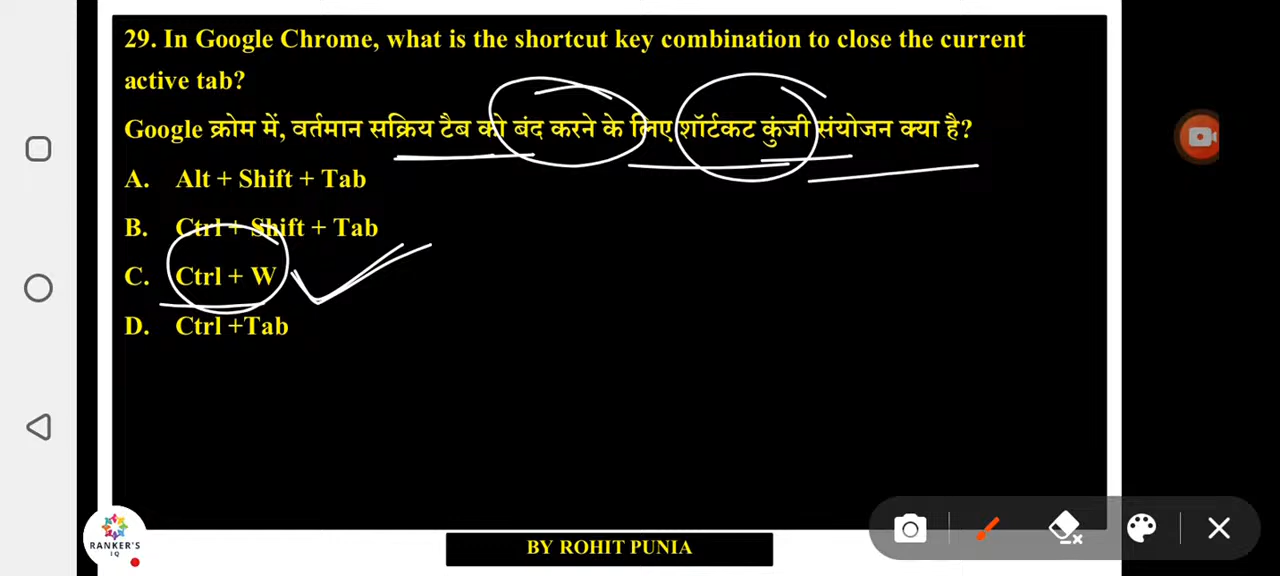 29. In Google Chrome, what is the shortcut key combination to close the current
active tab?
Google क्रोम में, वर्तमान सक्रिय टैब को बंद करने के लिए शॉर्टकट कुंजी संयोजन क्या है?
A. Alt + Shift + Tab
B. Ctrl + Shift + Tab
C. Ctrl + W
D. Ctrl +Tab
RANKER'S
IQ
BY ROHIT PUNIA